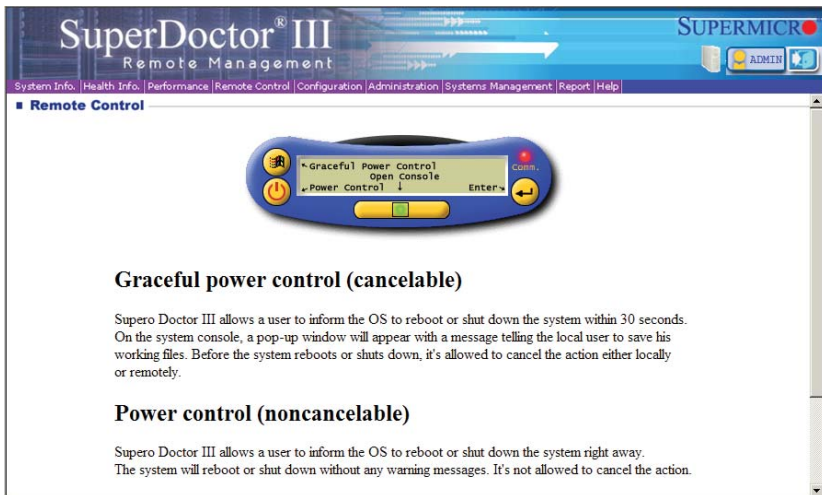 SuperDoctor® III
Remote Management
SUPERMICR
ADMIN
System Info. Health Info. Performance Remote Control Configuration Administration Systems Management Report Help
Remote Control
Graceful Power Control
Open Console
Power Control Enter
Comm.
Graceful power control (cancelable)
Supero Doctor III allows a user to inform the OS to reboot or shut down the system within 30 seconds.
On the system console, a pop-up window will appear with a message telling the local user to save his
working files. Before the system reboots or shuts down, it's allowed to cancel the action either locally
or remotely.
Power control (noncancelable)
Supero Doctor III allows a user to inform the OS to reboot or shut down the system right away.
The system will reboot or shut down without any warning messages. It's not allowed to cancel the action.